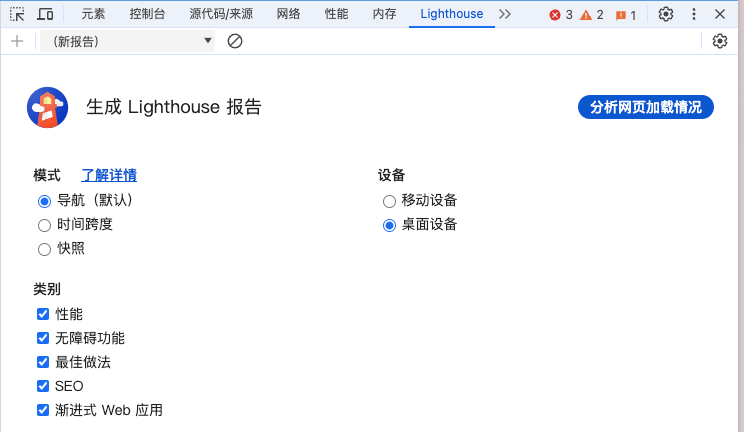 元素 控制台 源代码/来源 网络 性能 内存 Lighthouse 3 2 1
（新报告）
生成 Lighthouse 报告 分析网页加载情况
模式 了解详情 设备
导航（默认） 移动设备
时间跨度 桌面设备
快照
类别
性能
无障碍功能
最佳做法
SEO
渐进式 Web 应用